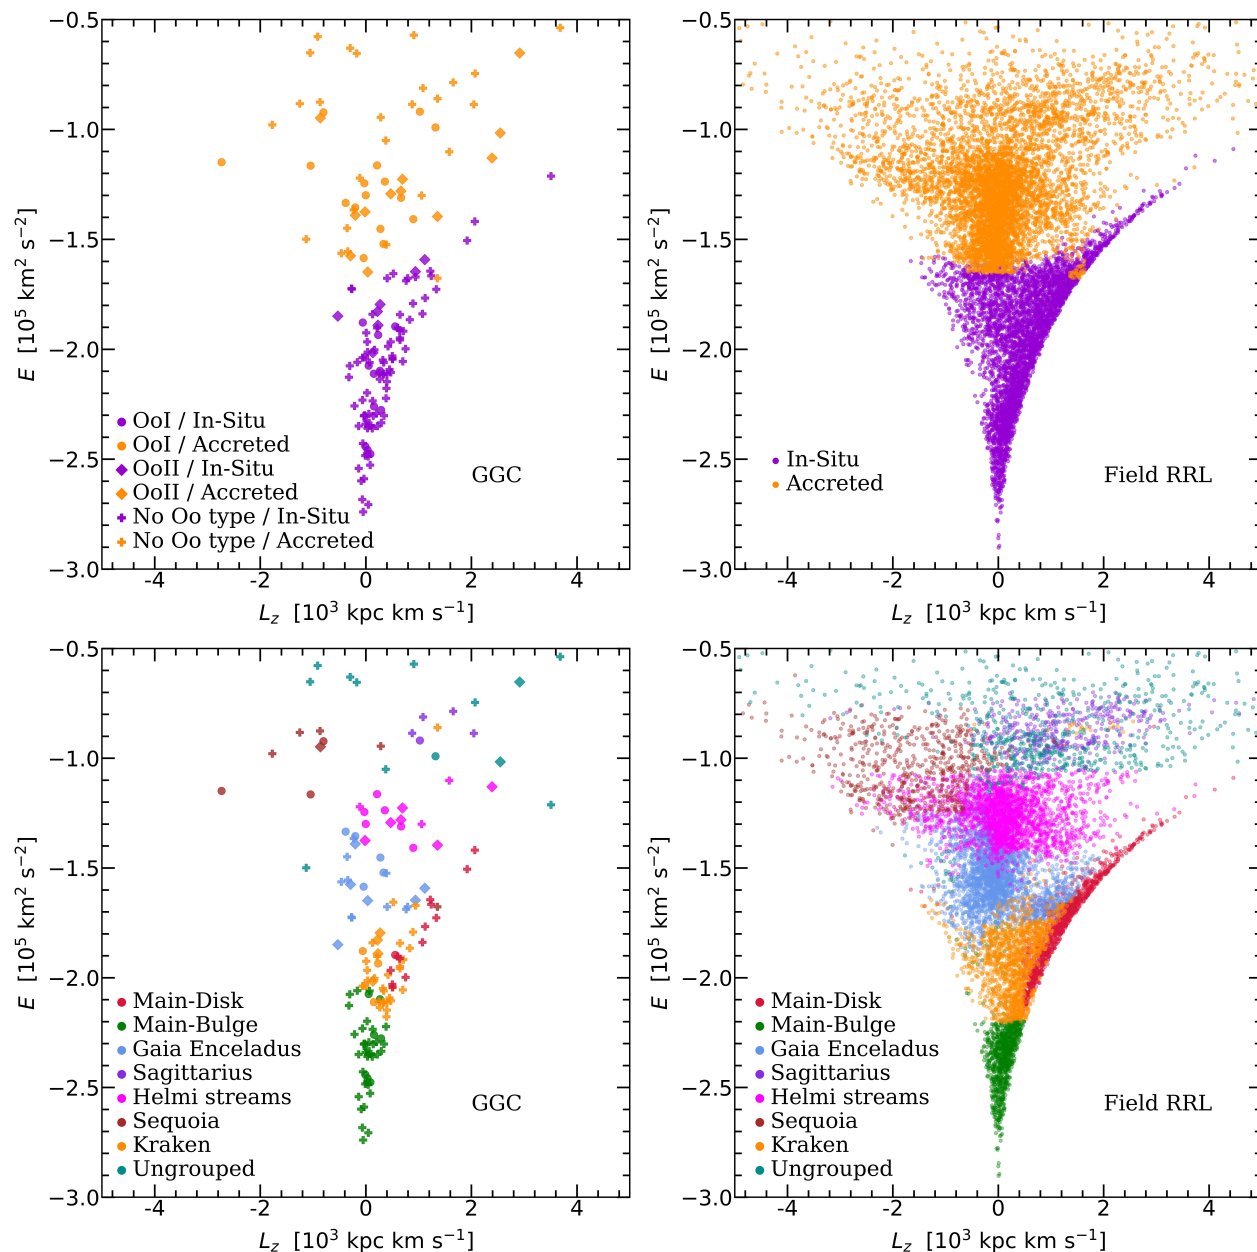 −0.5
−1.0
−1.5
−2.0
−2.5
−3.0
E [10⁵ km² s⁻²]
OoI / In-Situ
OoI / Accreted
OoII / In-Situ
OoII / Accreted
No Oo type / In-Situ
No Oo type / Accreted
GGC
-4 -2 0 2 4
L_z [10³ kpc km s⁻¹]
−0.5
−1.0
−1.5
−2.0
−2.5
−3.0
E [10⁵ km² s⁻²]
In-Situ
Accreted
Field RRL
-4 -2 0 2 4
L_z [10³ kpc km s⁻¹]
−0.5
−1.0
−1.5
−2.0
−2.5
−3.0
E [10⁵ km² s⁻²]
Main-Disk
Main-Bulge
Gaia Enceladus
Sagittarius
Helmi streams
Sequoia
Kraken
Ungrouped
GGC
-4 -2 0 2 4
L_z [10³ kpc km s⁻¹]
−0.5
−1.0
−1.5
−2.0
−2.5
−3.0
E [10⁵ km² s⁻²]
Main-Disk
Main-Bulge
Gaia Enceladus
Sagittarius
Helmi streams
Sequoia
Kraken
Ungrouped
Field RRL
-4 -2 0 2 4
L_z [10³ kpc km s⁻¹]